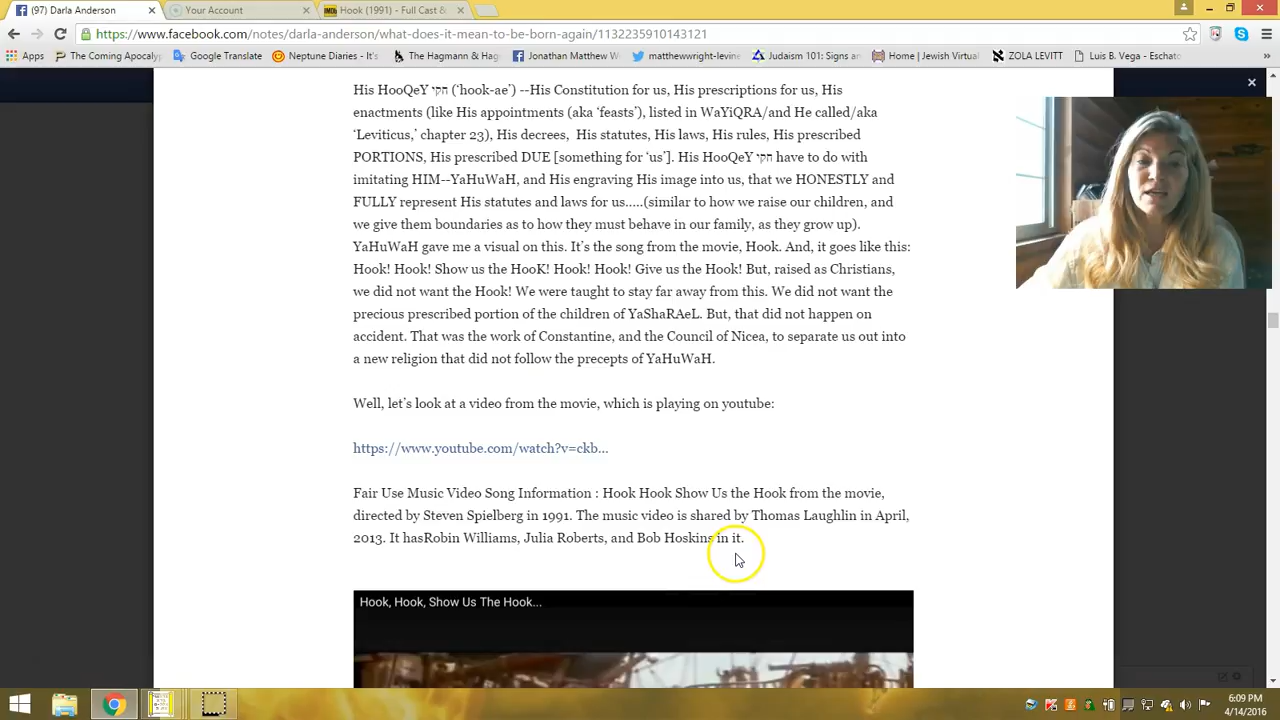 (97) Darla Anderson
Your Account
Hook (1991) - Full Cast &
https://www.facebook.com/notes/darla-anderson/what-does-it-mean-to-be-born-again/1132235910143121
Apps
The Coming Apocalyp
Google Translate
Neptune Diaries - It's
The Hagmann & Hag
Jonathan Matthew W
matthewwright-levine
Judaism 101: Signs an
Home | Jewish Virtual
ZOLA LEVITT
Luis B. Vega - Eschat
His HooQeY חקי (‘hook-ae’) --His Constitution for us, His prescriptions for us, His
enactments (like His appointments (aka ‘feasts’), listed in WaYiQRA/and He called/aka
‘Leviticus,’ chapter 23), His decrees,  His statutes, His laws, His rules, His prescribed
PORTIONS, His prescribed DUE [something for ‘us’]. His HooQeY חקי have to do with
imitating HIM--YaHuWaH, and His engraving His image into us, that we HONESTLY and
FULLY represent His statutes and laws for us.....(similar to how we raise our children, and
we give them boundaries as to how they must behave in our family, as they grow up).
YaHuWaH gave me a visual on this. It’s the song from the movie, Hook. And, it goes like this:
Hook! Hook! Show us the HooK! Hook! Hook! Give us the Hook! But, raised as Christians,
we did not want the Hook! We were taught to stay far away from this. We did not want the
precious prescribed portion of the children of YaShaRAeL. But, that did not happen on
accident. That was the work of Constantine, and the Council of Nicea, to separate us out into
a new religion that did not follow the precepts of YaHuWaH.
Well, let’s look at a video from the movie, which is playing on youtube:
https://www.youtube.com/watch?v=ckb...
Fair Use Music Video Song Information : Hook Hook Show Us the Hook from the movie,
directed by Steven Spielberg in 1991. The music video is shared by Thomas Laughlin in April,
2013. It hasRobin Williams, Julia Roberts, and Bob Hoskins in it.
Hook, Hook, Show Us The Hook...
6:09 PM
4/14/2016